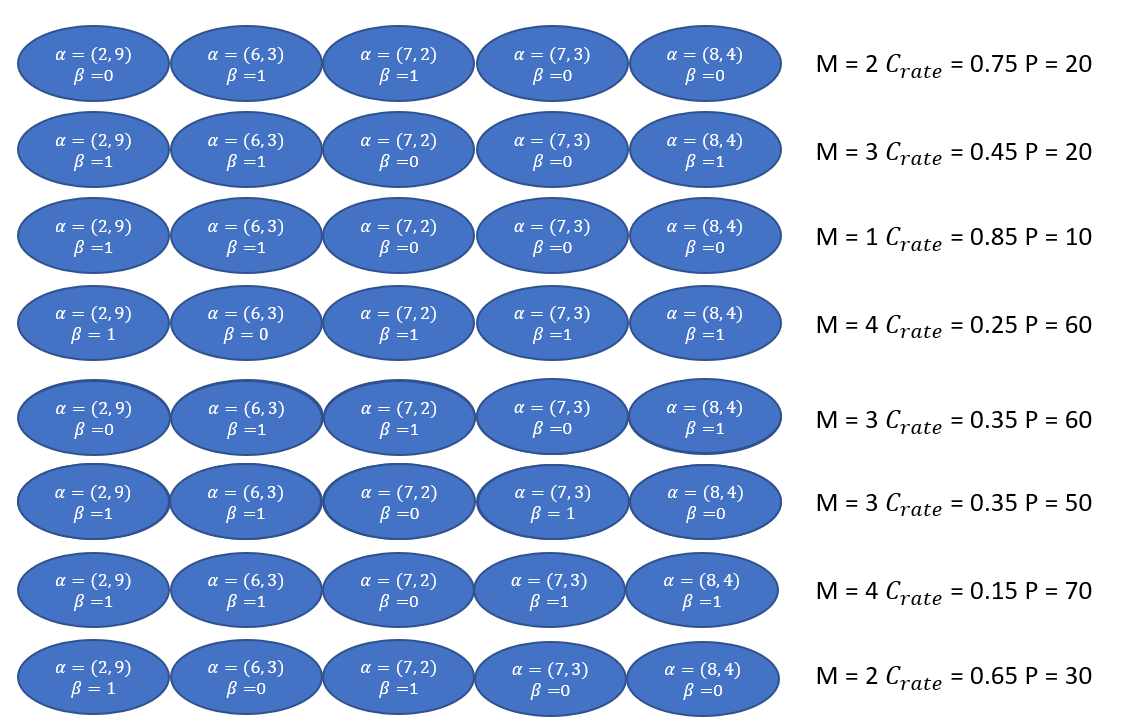 α = (2, 9) α = (6, 3) α = (7, 2) α = (7, 3) α = (8, 4)
β =0 β =1 β =1 β =0 β =0
M = 2 C_rate = 0.75 P = 20
α = (2, 9) α = (6, 3) α = (7, 2) α = (7, 3) α = (8, 4)
β =1 β =1 β =0 β =0 β =1
M = 3 C_rate = 0.45 P = 20
α = (2, 9) α = (6, 3) α = (7, 2) α = (7, 3) α = (8, 4)
β =1 β =1 β =0 β =0 β =0
M = 1 C_rate = 0.85 P = 10
α = (2, 9) α = (6, 3) α = (7, 2) α = (7, 3) α = (8, 4)
β = 1 β = 0 β =1 β =1 β =1
M = 4 C_rate = 0.25 P = 60
α = (2, 9) α = (6, 3) α = (7, 2) α = (7, 3) α = (8, 4)
β =0 β =1 β =1 β =0 β =1
M = 3 C_rate = 0.35 P = 60
α = (2, 9) α = (6, 3) α = (7, 2) α = (7, 3) α = (8, 4)
β =1 β =1 β =0 β = 1 β =0
M = 3 C_rate = 0.35 P = 50
α = (2, 9) α = (6, 3) α = (7, 2) α = (7, 3) α = (8, 4)
β =1 β =1 β =0 β =1 β =1
M = 4 C_rate = 0.15 P = 70
α = (2, 9) α = (6, 3) α = (7, 2) α = (7, 3) α = (8, 4)
β = 1 β =0 β =1 β =0 β =0
M = 2 C_rate = 0.65 P = 30